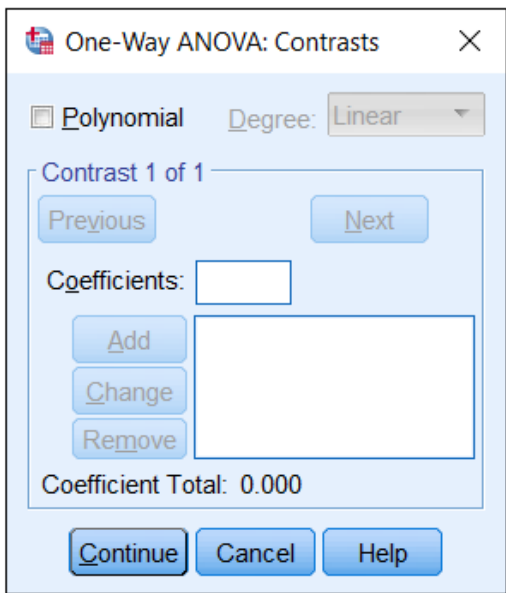 One-Way ANOVA: Contrasts
Polynomial Degree: Linear
Contrast 1 of 1
Previous Next
Coefficients:
Add
Change
Remove
Coefficient Total: 0.000
Continue Cancel Help